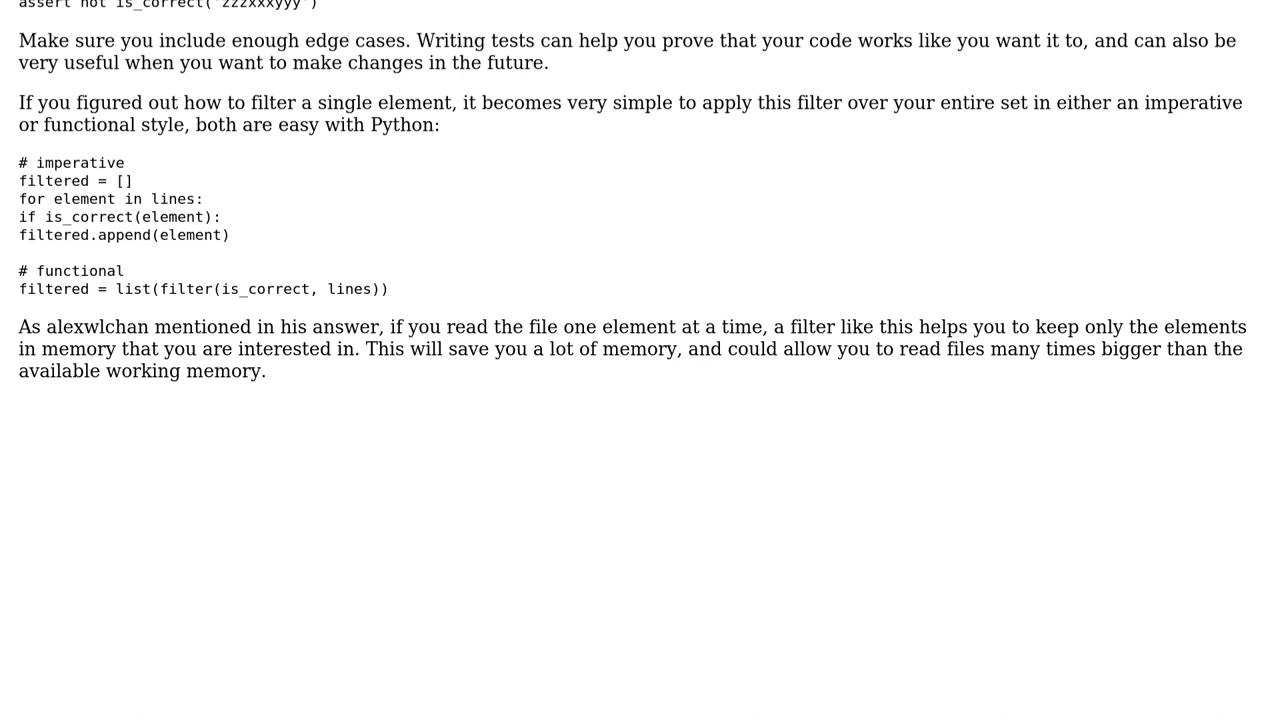 assert not is_correct("zzzxxxyyy")
Make sure you include enough edge cases. Writing tests can help you prove that your code works like you want it to, and can also be
very useful when you want to make changes in the future.
If you figured out how to filter a single element, it becomes very simple to apply this filter over your entire set in either an imperative
or functional style, both are easy with Python:
# imperative
filtered = []
for element in lines:
if is_correct(element):
filtered.append(element)
# functional
filtered = list(filter(is_correct, lines))
As alexwlchan mentioned in his answer, if you read the file one element at a time, a filter like this helps you to keep only the elements
in memory that you are interested in. This will save you a lot of memory, and could allow you to read files many times bigger than the
available working memory.